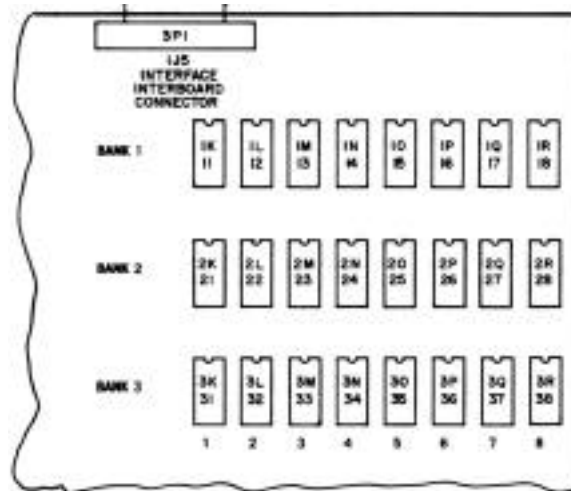 3P1
1J5
INTERFACE
INTERBOARD
CONNECTOR
BANK 1
1K 1L 1M 1N 1O 1P 1Q 1R
11 12 13 14 15 16 17 18
BANK 2
2K 2L 2M 2N 2O 2P 2Q 2R
21 22 23 24 25 26 27 28
BANK 3
3K 3L 3M 3N 3O 3P 3Q 3R
31 32 33 34 35 36 37 38
1 2 3 4 5 6 7 8